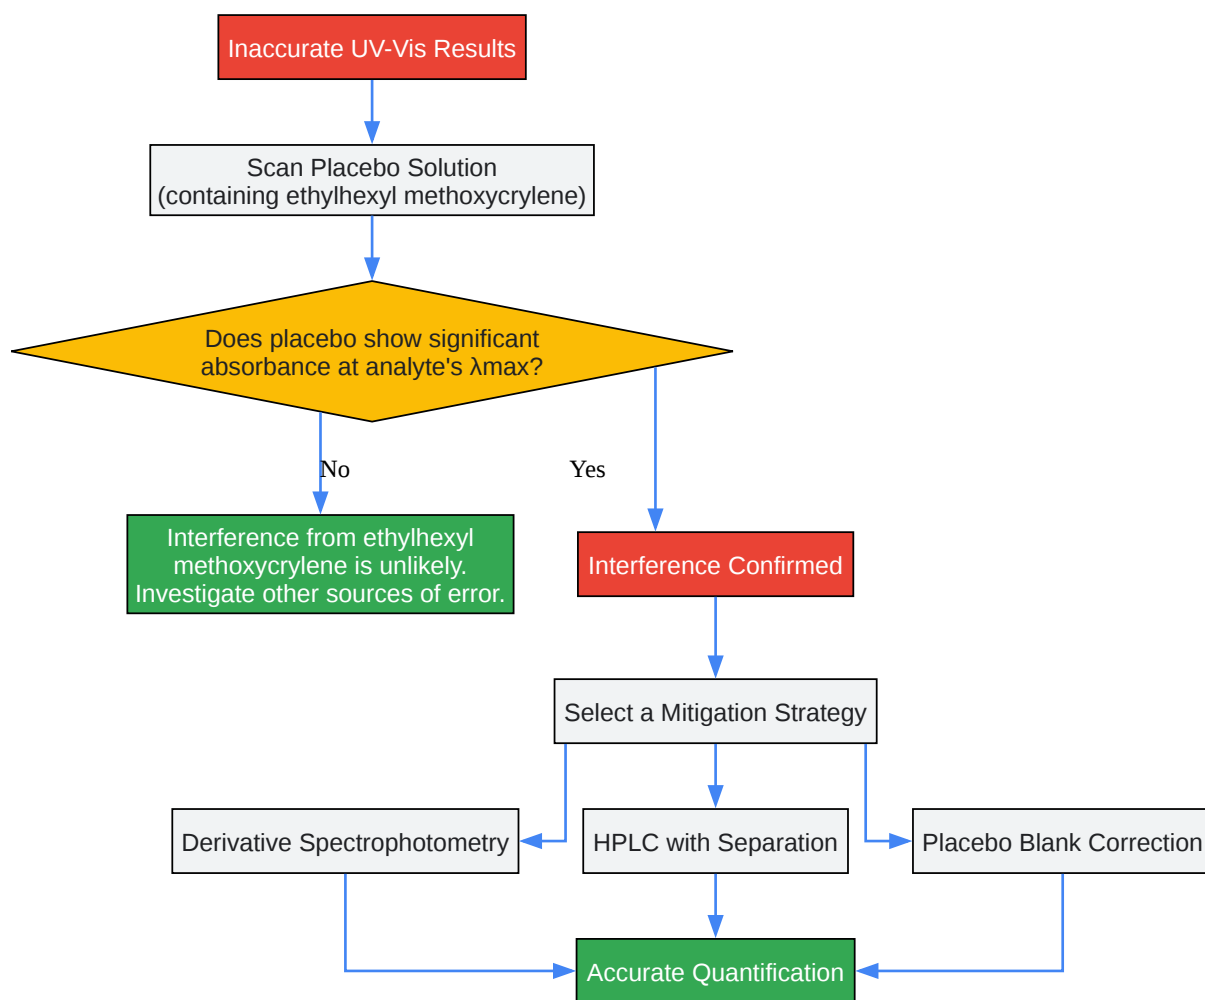 Inaccurate UV-Vis Results
Scan Placebo Solution
(containing ethylhexyl methoxycrylene)
Does placebo show significant
absorbance at analyte's λmax?
No
Yes
Interference from ethylhexyl
methoxycrylene is unlikely.
Investigate other sources of error.
Interference Confirmed
Select a Mitigation Strategy
Derivative Spectrophotometry
HPLC with Separation
Placebo Blank Correction
Accurate Quantification